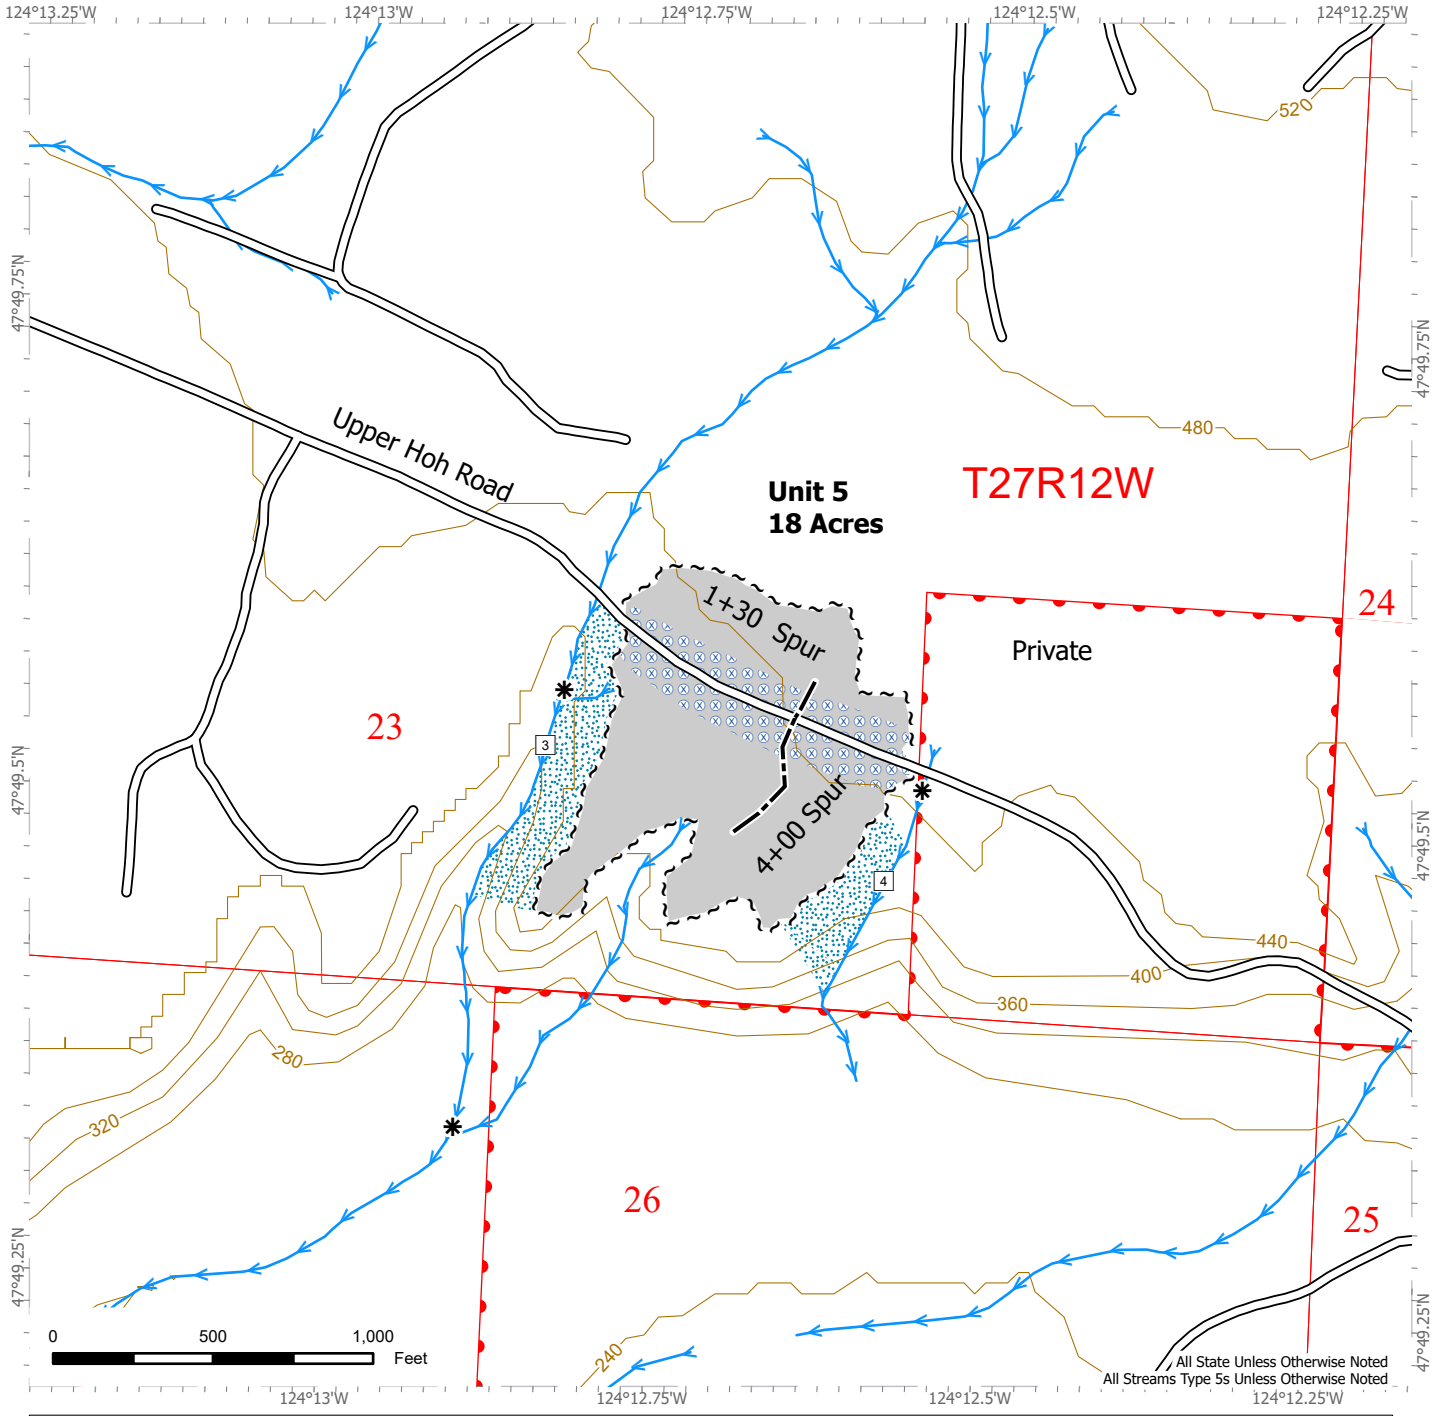 124°13.25'W
124°13'W
124°12.75'W
124°12.5'W
124°12.25'W
520
47°49.75'N
47°49.75'N
Upper Hoh Road
480
T27R12W
Unit 5
18 Acres
1+30 Spur
24
Private
23
3
47°49.5'N
47°49.5'N
4+00 Spur
4
440
400
360
280
320
26
25
47°49.25'N
47°49.25'N
0 500 1,000
Feet
240
All State Unless Otherwise Noted
All Streams Type 5s Unless Otherwise Noted
124°13'W
124°12.75'W
124°12.5'W
124°12.25'W